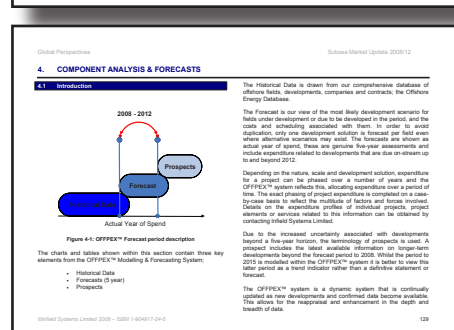 Global Perspectives
Subsea Market Update 2008/12
4. COMPONENT ANALYSIS & FORECASTS
4.1 Introduction
2008 - 2012
Prospects
Forecast
Historical Data
Actual Year of Spend
Figure 4-1: OFFPEX™ Forecast period description
The charts and tables shown within this section contain three key
elements from the OFFPEX™ Modelling & Forecasting System;
• Historical Data
• Forecasts (5 year)
• Prospects
The Historical Data is drawn from our comprehensive database of
offshore fields, developments, companies and contracts; the Offshore
Energy Database.
The Forecast is our view of the most likely development scenario for
fields under development or due to be developed in the period, and the
costs and scheduling associated with them. In order to avoid
duplication, only one development solution is forecast per field even
where alternative scenarios may exist. The forecasts are shown as
actual year of spend, these are genuine five-year assessments and
include expenditure related to developments that are due on-stream up
to and beyond 2012.
Depending on the nature, scale and development solution, expenditure
for a project can be phased over a number of years and the
OFFPEX™ system reflects this, allocating expenditure over a period of
time. The exact phasing of project expenditure is completed on a case-
by-case basis to reflect the multitude of factors and forces involved.
Details on the expenditure profiles of individual projects, project
elements or services related to this information can be obtained by
contacting Infield Systems Limited.
Due to the increased uncertainty associated with developments
beyond a five-year horizon, the terminology of prospects is used. A
prospect includes the latest available information on longer-term
developments beyond the forecast period to 2008. Whilst the period to
2015 is modelled within the OFFPEX™ system it is better to view this
latter period as a trend indicator rather than a definitive statement or
forecast.
The OFFPEX™ system is a dynamic system that is continually
updated as new developments and confirmed data become available.
This allows for the reappraisal and enhancement in the depth and
breadth of data.
©Infield Systems Limited 2008 – ISBN 1-904917-24-0
129